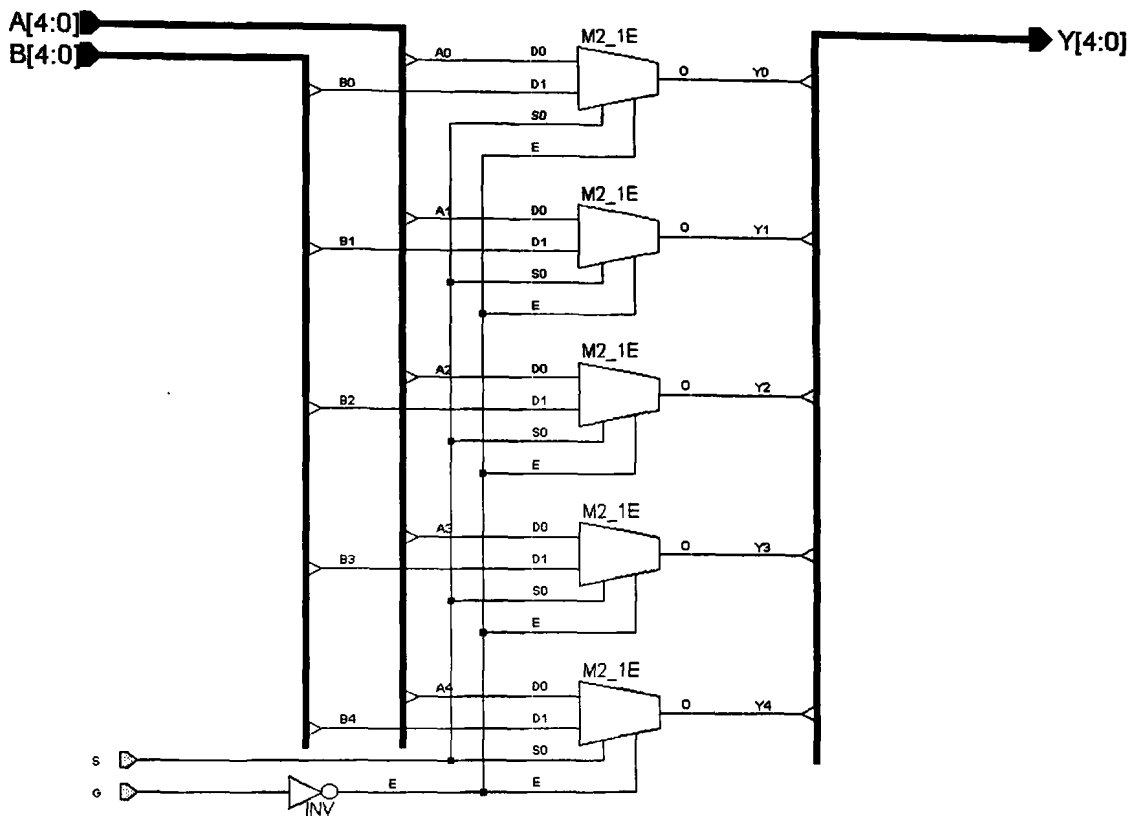 A[4:0]
B[4:0]
Y[4:0]
M2_1E
A0 D0
O Y0
B0 D1
S0
E
M2_1E
A1 D0
O Y1
B1 D1
S0
E
M2_1E
A2 D0
O Y2
B2 D1
S0
E
M2_1E
A3 D0
O Y3
B3 D1
S0
E
M2_1E
A4 D0
O Y4
B4 D1
S S0
G E E
INV